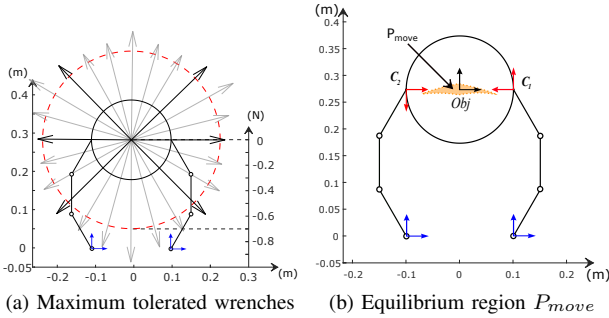 (m)
0.4
0.3
0.2
0.1
0
-0.05
-0.2
-0.1
0
0.1
0.2
0.3
(m)
(N)
0
-0.2
-0.4
-0.6
-0.8
(a) Maximum tolerated wrenches
(m)
0.4
0.35
0.3
0.25
0.2
0.15
0.1
0.05
0
-0.05
-0.2
-0.1
0
0.1
0.2
(m)
Pmove
C2
C1
Obj
(b) Equilibrium region Pmove